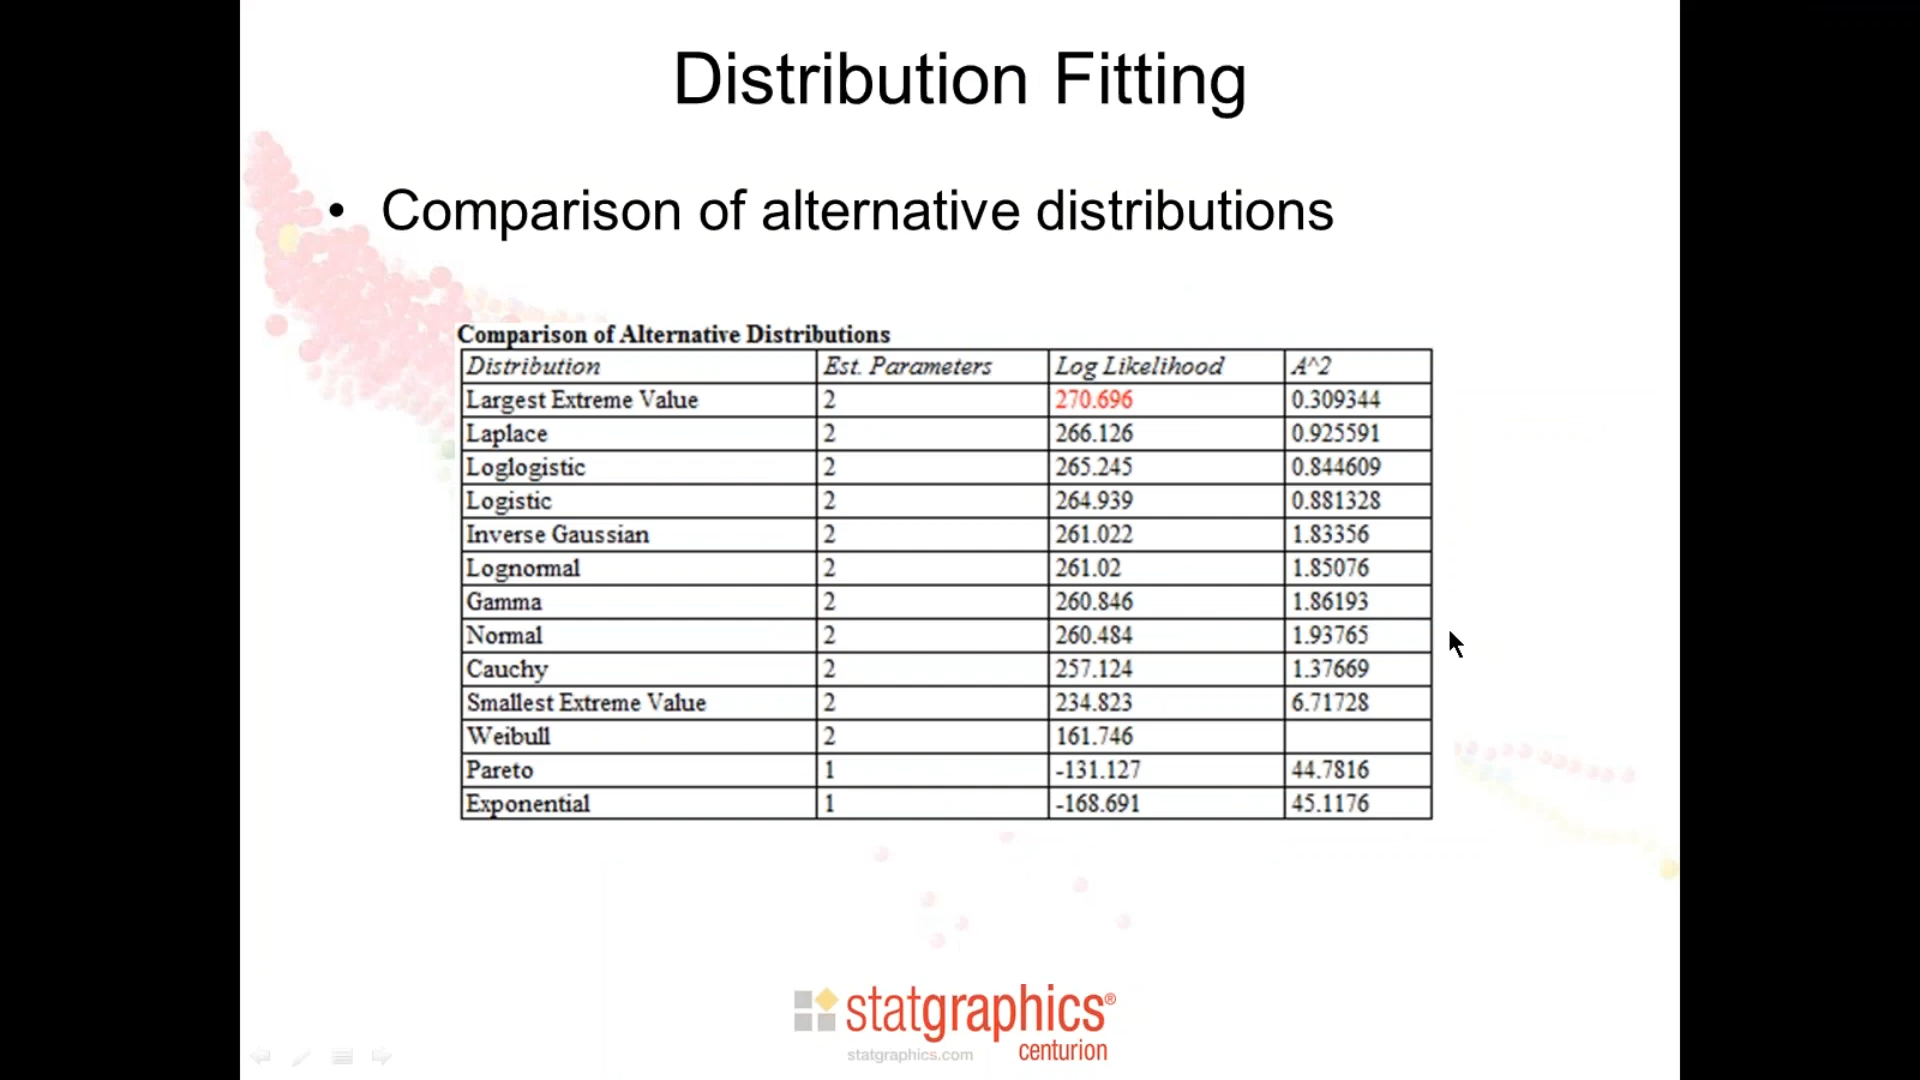 Distribution Fitting
• Comparison of alternative distributions
Comparison of Alternative Distributions
Distribution Est. Parameters Log Likelihood A^2
Largest Extreme Value 2 270.696 0.309344
Laplace 2 266.126 0.925591
Loglogistic 2 265.245 0.844609
Logistic 2 264.939 0.881328
Inverse Gaussian 2 261.022 1.83356
Lognormal 2 261.02 1.85076
Gamma 2 260.846 1.86193
Normal 2 260.484 1.93765
Cauchy 2 257.124 1.37669
Smallest Extreme Value 2 234.823 6.71728
Weibull 2 161.746
Pareto 1 -131.127 44.7816
Exponential 1 -168.691 45.1176
statgraphics®
statgraphics.com centurion